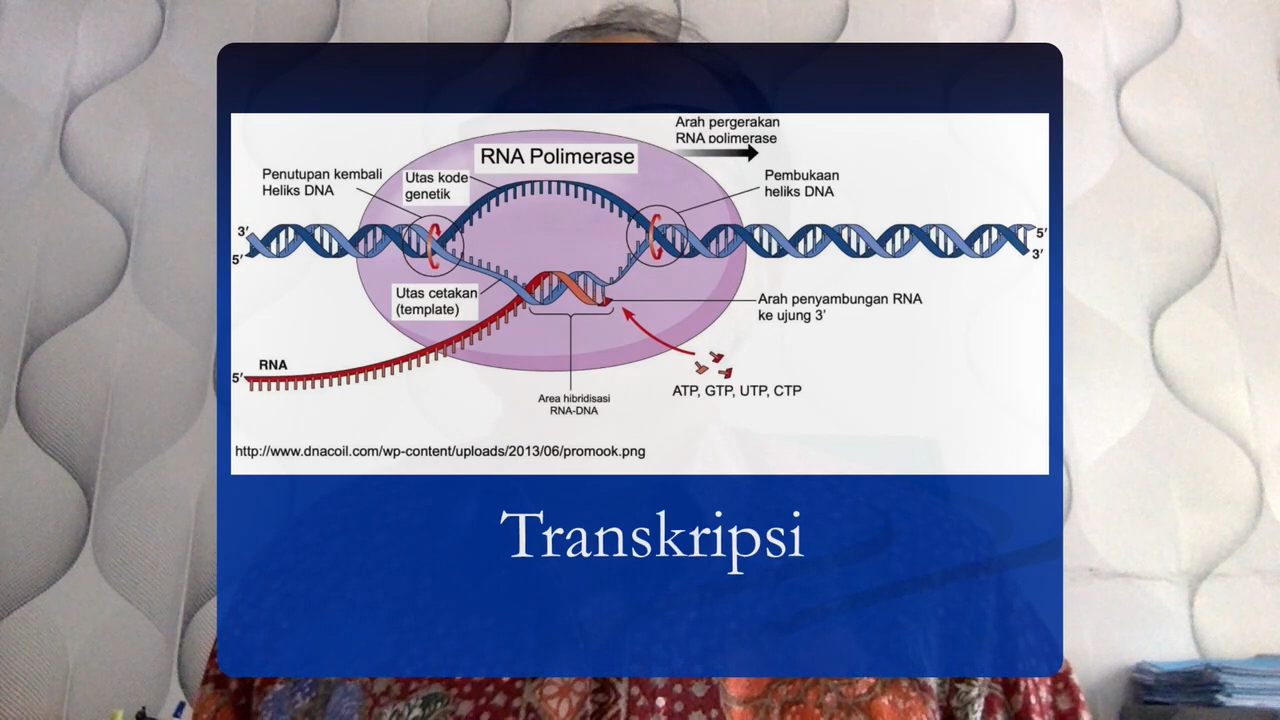 Arah pergerakan
RNA polimerase
RNA Polimerase
Penutupan kembali
Heliks DNA
Utas kode
genetik
Pembukaan
heliks DNA
3′
5′
5′
3′
Utas cetakan
(template)
Arah penyambungan RNA
ke ujung 3′
RNA
5′
ATP, GTP, UTP, CTP
Area hibridisasi
RNA-DNA
http://www.dnacoil.com/wp-content/uploads/2013/06/promook.png
Transkripsi